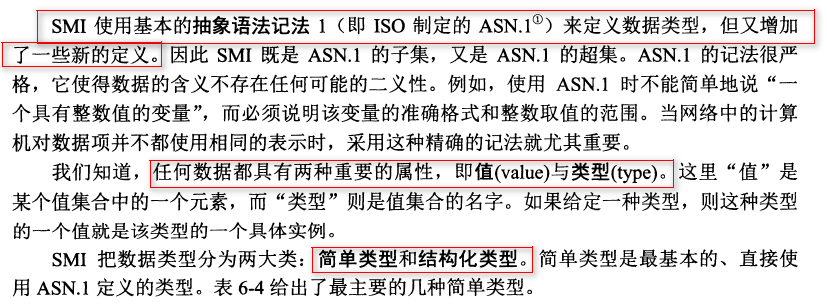 SMI 使用基本的抽象语法记法 1（即 ISO 制定的 ASN.1①）来定义数据类型，但又增加
了一些新的定义。因此 SMI 既是 ASN.1 的子集，又是 ASN.1 的超集。ASN.1 的记法很严
格，它使得数据的含义不存在任何可能的二义性。例如，使用 ASN.1 时不能简单地说“一
个具有整数值的变量”，而必须说明该变量的准确格式和整数取值的范围。当网络中的计算
机对数据项并不都使用相同的表示时，采用这种精确的记法就尤其重要。
我们知道，任何数据都具有两种重要的属性，即值(value)与类型(type)。这里“值”是
某个值集合中的一个元素，而“类型”则是值集合的名字。如果给定一种类型，则这种类型
的一个值就是该类型的一个具体实例。
SMI 把数据类型分为两大类：简单类型和结构化类型。简单类型是最基本的、直接使
用 ASN.1 定义的类型。表 6-4 给出了最主要的几种简单类型。